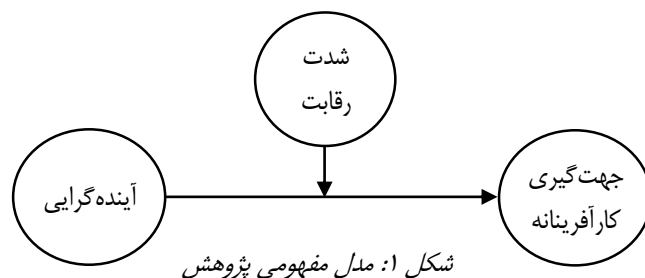 شدت
رقابت
جهت‌گیری
کارآفرینانه
آینده‌گرایی
شکل ۱: مدل مفهومی پژوهش